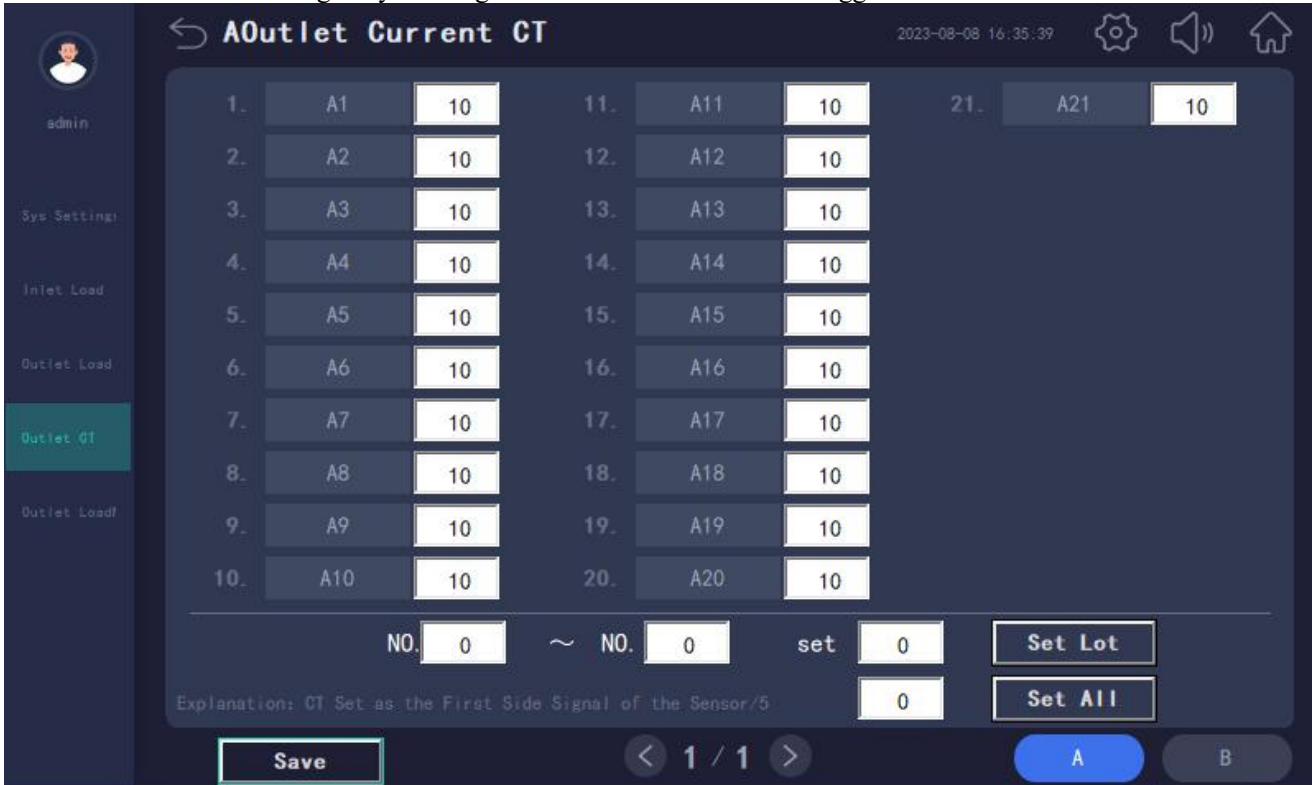 AOutlet Current CT 2023-08-08 16:35:39
admin
Sys Setting
Inlet Load
Outlet Load
Outlet CT
Outlet Load
1. A1 10 11. A11 10 21. A21 10
2. A2 10 12. A12 10
3. A3 10 13. A13 10
4. A4 10 14. A14 10
5. A5 10 15. A15 10
6. A6 10 16. A16 10
7. A7 10 17. A17 10
8. A8 10 18. A18 10
9. A9 10 19. A19 10
10. A10 10 20. A20 10
NO. 0 ~ NO. 0 set 0 Set Lot
Explanation: CT Set as the First Side Signal of the Sensor/5 0 Set All
Save < 1 / 1 > A B